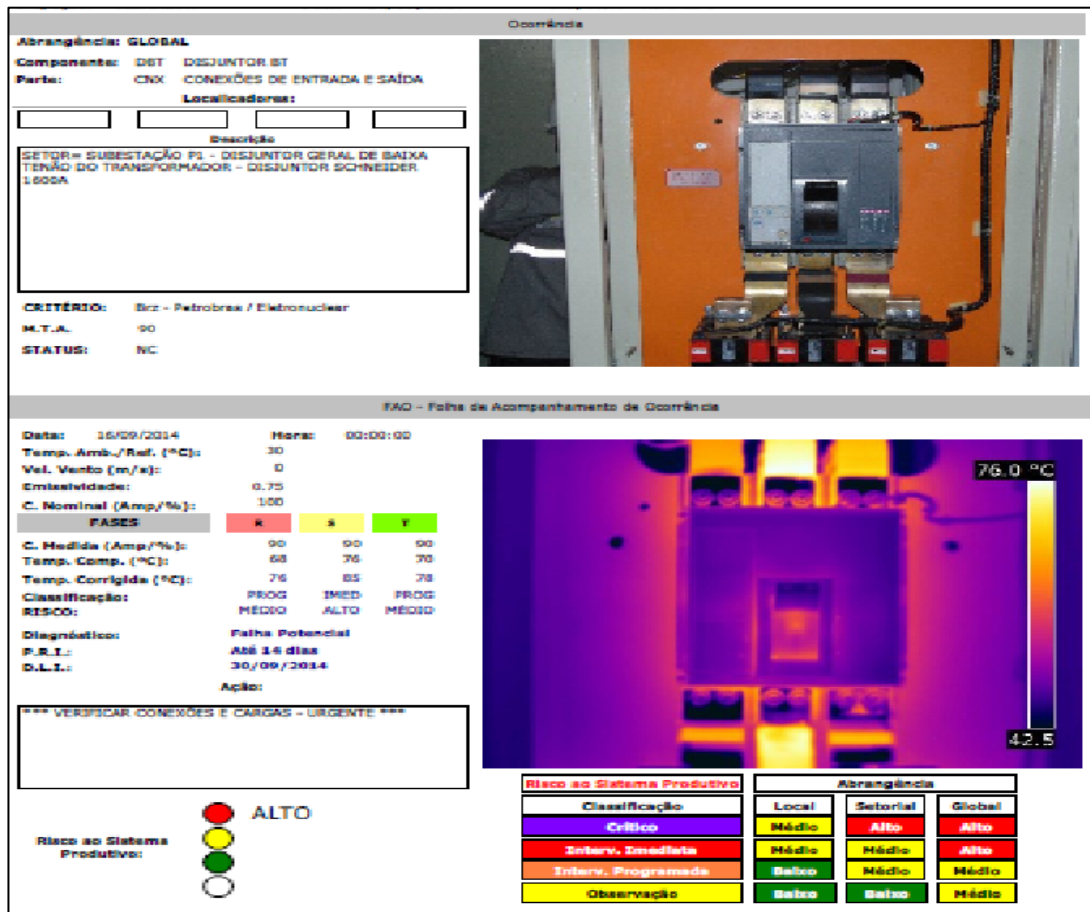 Ocorrência
Abrangência: GLOBAL
Componente: DBT DISJUNTOR BT
Parte: CNX CONEXÕES DE ENTRADA E SAÍDA
Localicadores:
Descrição
SETOR= SUBESTAÇÃO P1 - DISJUNTOR GERAL DE BAIXA
TENÃO DO TRANSFORMADOR - DISJUNTOR SCHNEIDER
1600A
CRITÉRIO: Brz - Petrobras / Eletronuclear
M.T.A. 90
STATUS: NC
FAO - Folha de Acompanhamento de Ocorrência
Data: 16/09/2014 Hora: 00:00:00
Temp. Amb./Ref. (ºC): 30
Vel. Vento (m/s): 0
Emissividade: 0.75
C. Nominal (Amp/%): 100
FASES R S T
C. Medida (Amp/%): 90 90 90
Temp. Comp. (ºC): 68 76 70
Temp. Corrigida (ºC): 76 85 78
Classificação: PROG IMED PROG
RISCO: MÉDIO ALTO MÉDIO
Diagnóstico: Falha Potencial
P.R.I.: Até 14 dias
D.L.I.: 30/09/2014
Ação:
*** VERIFICAR CONEXÕES E CARGAS - URGENTE ***
Risco ao Sistema
Produtivo:
ALTO
76.0 °C
42.5
Risco ao Sistema Produtivo Abrangência
Classificação Local Setorial Global
Crítico Médio Alto Alto
Interv. Imediata Médio Médio Alto
Interv. Programada Baixo Médio Médio
Observação Baixo Baixo Médio